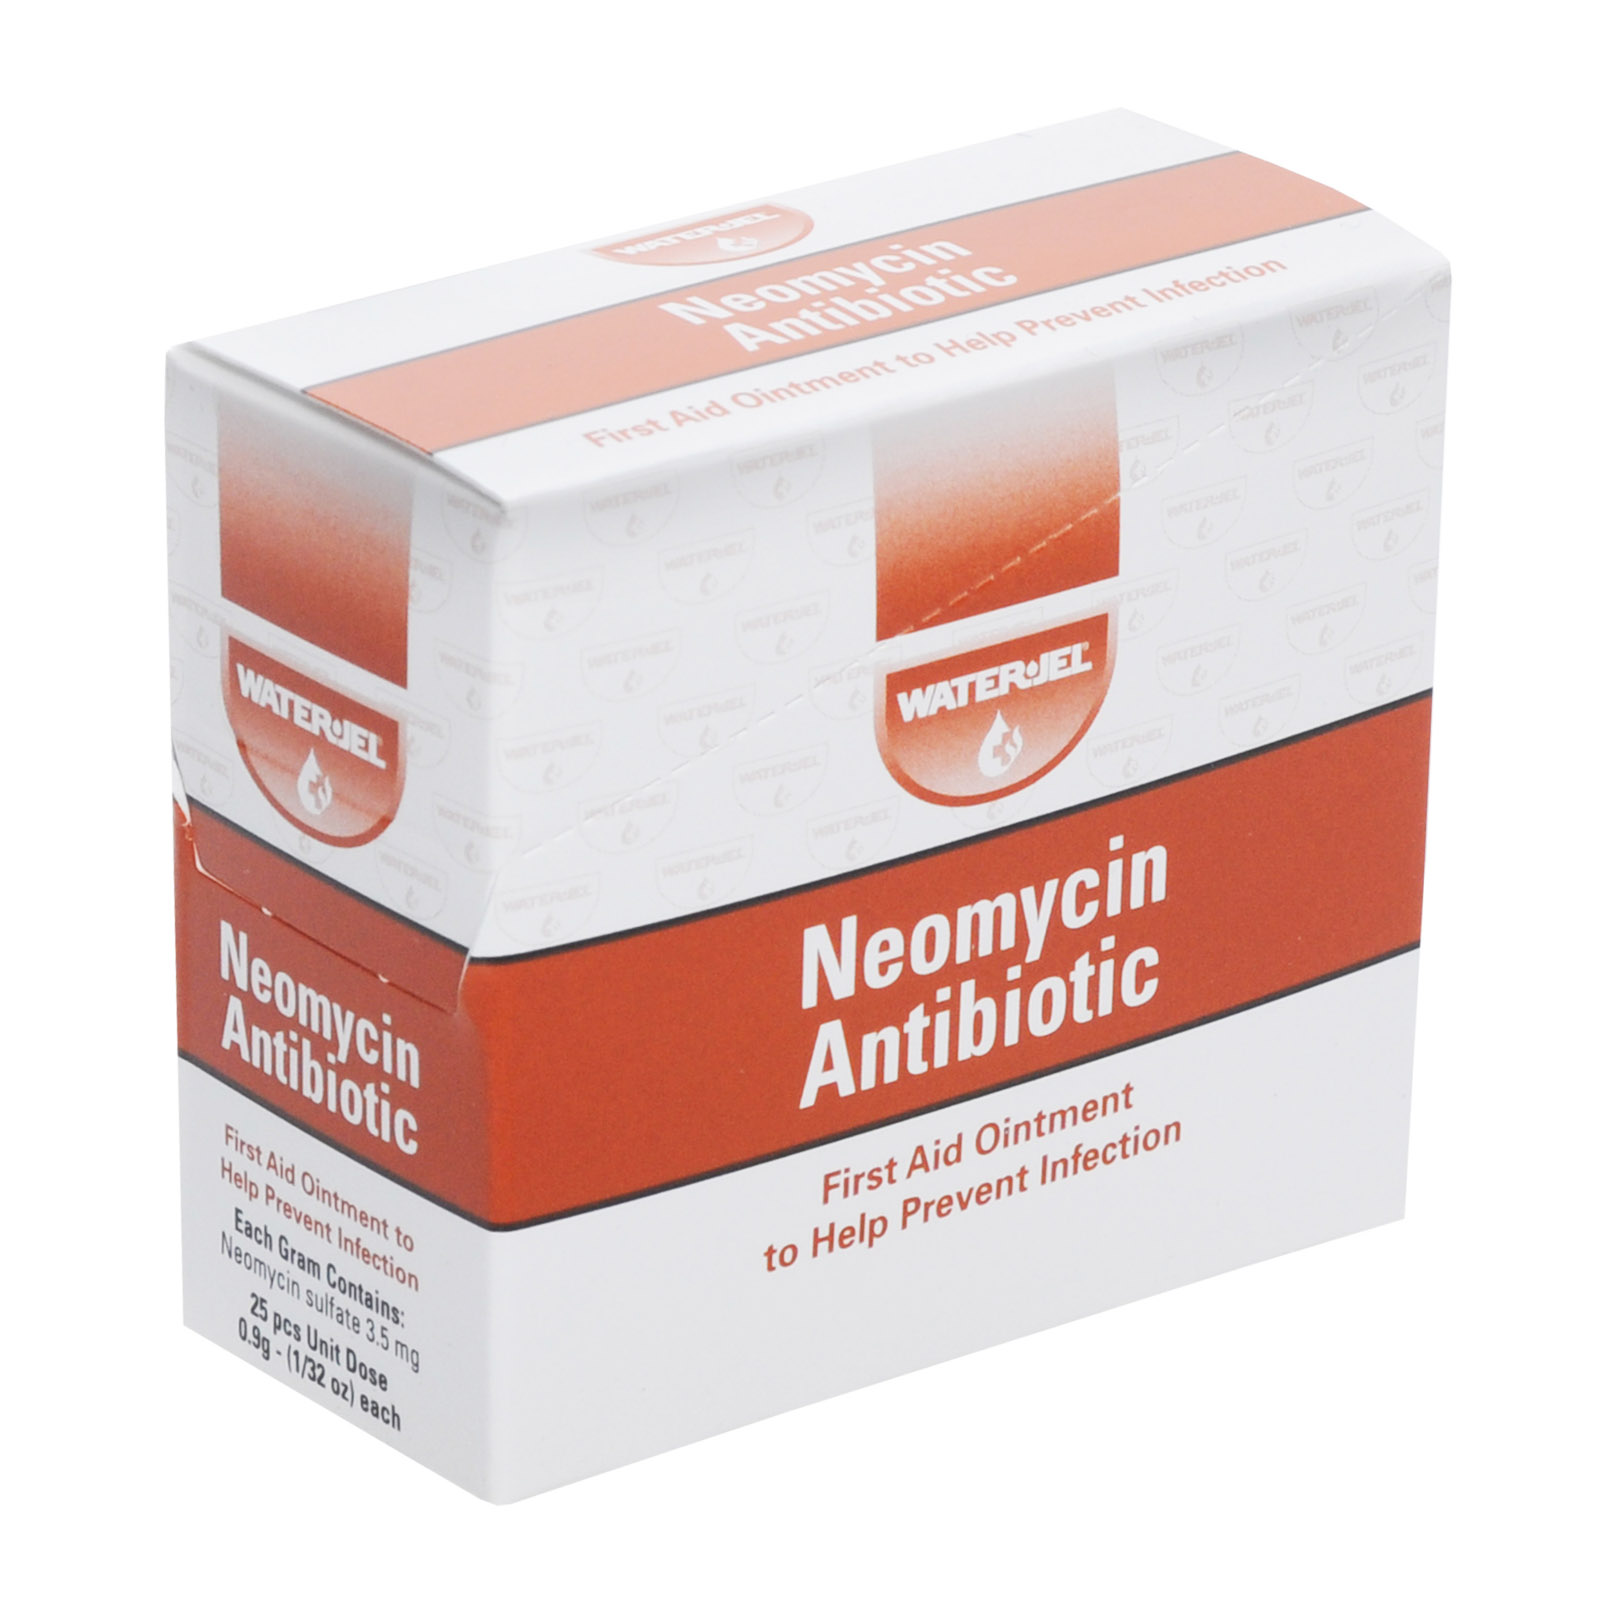 WATER·JEL
Neomycin
Antibiotic
First Aid Ointment to Help Prevent Infection
WATER·JEL®
Neomycin
Antibiotic
First Aid Ointment to
Help Prevent Infection
Each Gram Contains:
Neomycin sulfate 3.5 mg
25 pcs Unit Dose
0.9g - (1/32 oz) each
WATER·JEL®
Neomycin
Antibiotic
First Aid Ointment
to Help Prevent Infection